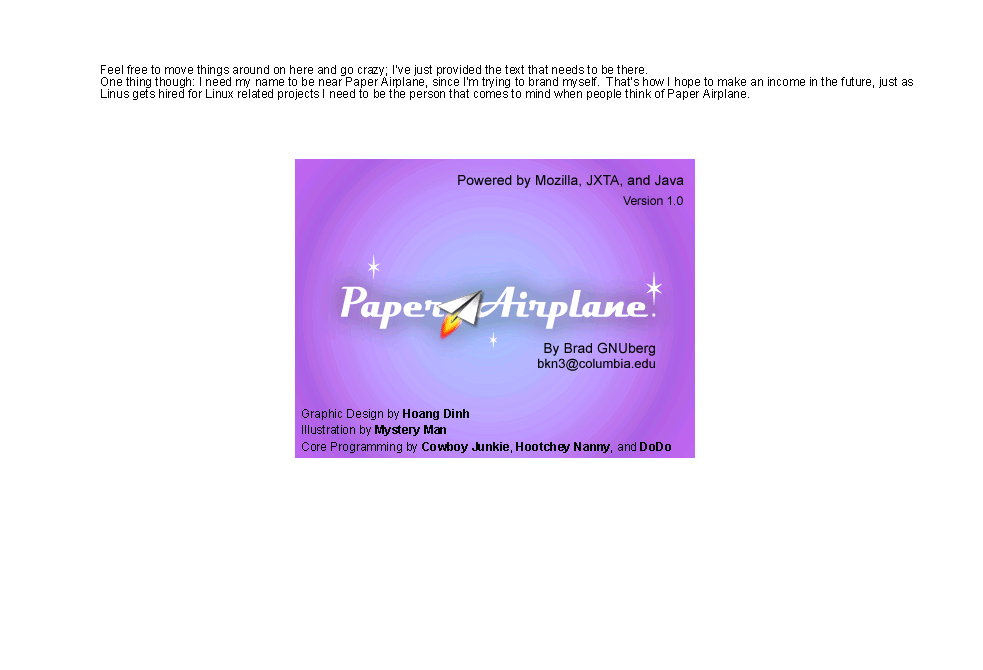 Feel free to move things around on here and go crazy; I've just provided the text that needs to be there.
One thing though: I need my name to be near Paper Airplane, since I'm trying to brand myself.  That's how I hope to make an income in the future, just as
Linus gets hired for Linux related projects I need to be the person that comes to mind when people think of Paper Airplane.
Powered by Mozilla, JXTA, and Java
Version 1.0
Paper Airplane.
By Brad GNUberg
bkn3@columbia.edu
Graphic Design by Hoang Dinh
Illustration by Mystery Man
Core Programming by Cowboy Junkie, Hootchey Nanny, and DoDo